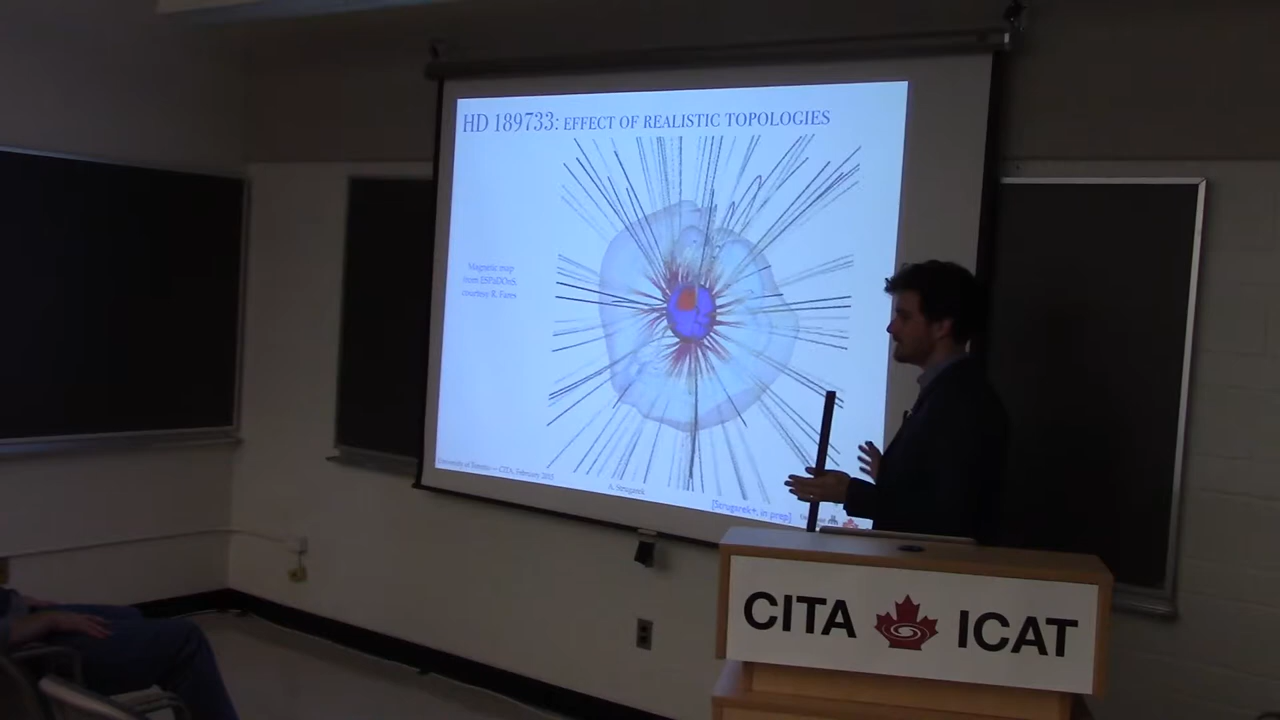 HD 189733: EFFECT OF REALISTIC TOPOLOGIES
Magnetic map
from ESPaDOnS
courtesy R. Fares
University of Toronto — CITA, February 2015
A. Strugarek
[Strugarek+, in prep]
CITA ICAT